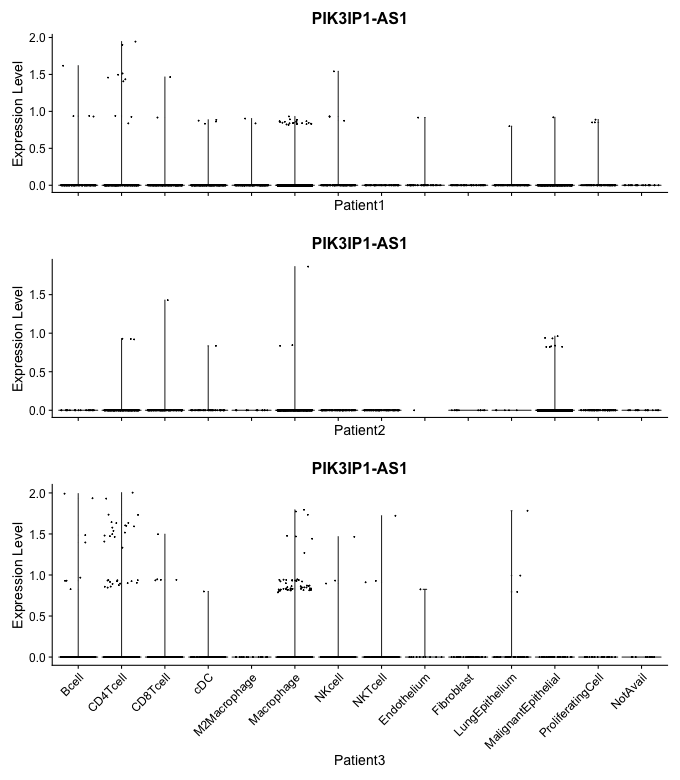 PIK3IP1-AS1
Expression Level
2.0
1.5
1.0
0.5
0.0
Patient1
PIK3IP1-AS1
Expression Level
1.5
1.0
0.5
0.0
Patient2
PIK3IP1-AS1
Expression Level
2.0
1.5
1.0
0.5
0.0
Bcell
CD4Tcell
CD8Tcell
cDC
M2Macrophage
Macrophage
NKcell
NKTcell
Endothelium
Fibroblast
LungEpithelium
MalignantEpithelial
ProliferatingCell
NotAvail
Patient3